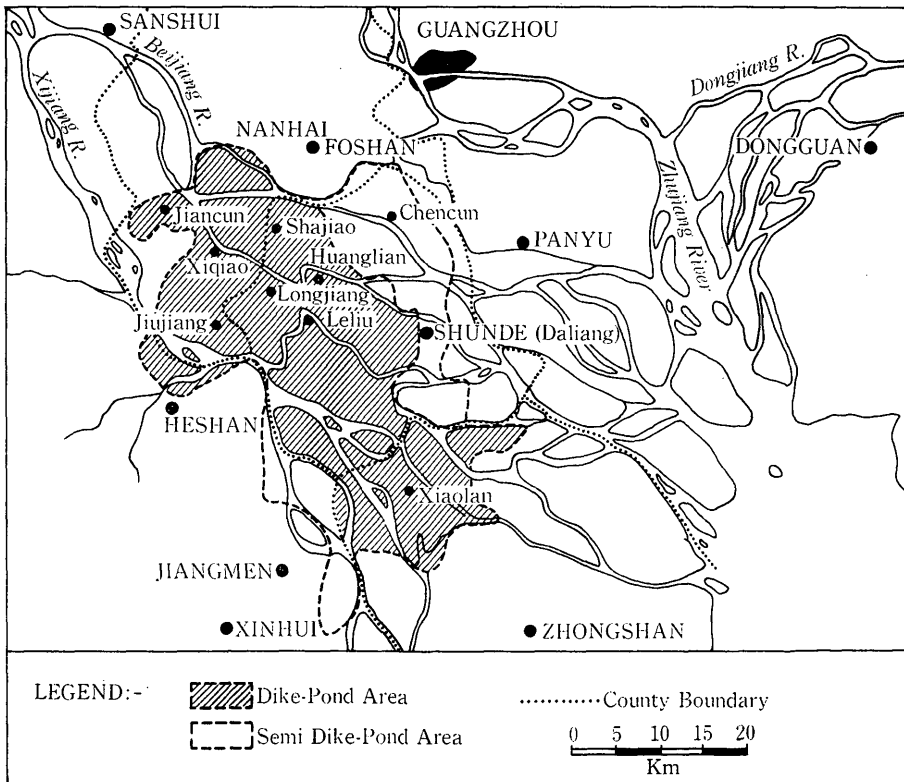 SANSHUI
GUANGZHOU
Beijiang R.
Xijiang R.
Dongjiang R.
NANHAI
FOSHAN
DONGGUAN
Zhujiang River
Jiancun
Shajiao
Chencun
PANYU
Xiqiao
Huanglian
Longjiang
Jiujiang
Leliu
SHUNDE (Daliang)
HESHAN
Xiaolan
JIANGMEN
XINHUI
ZHONGSHAN
LEGEND:-
Dike-Pond Area
County Boundary
Semi Dike-Pond Area
0 5 10 15 20
Km